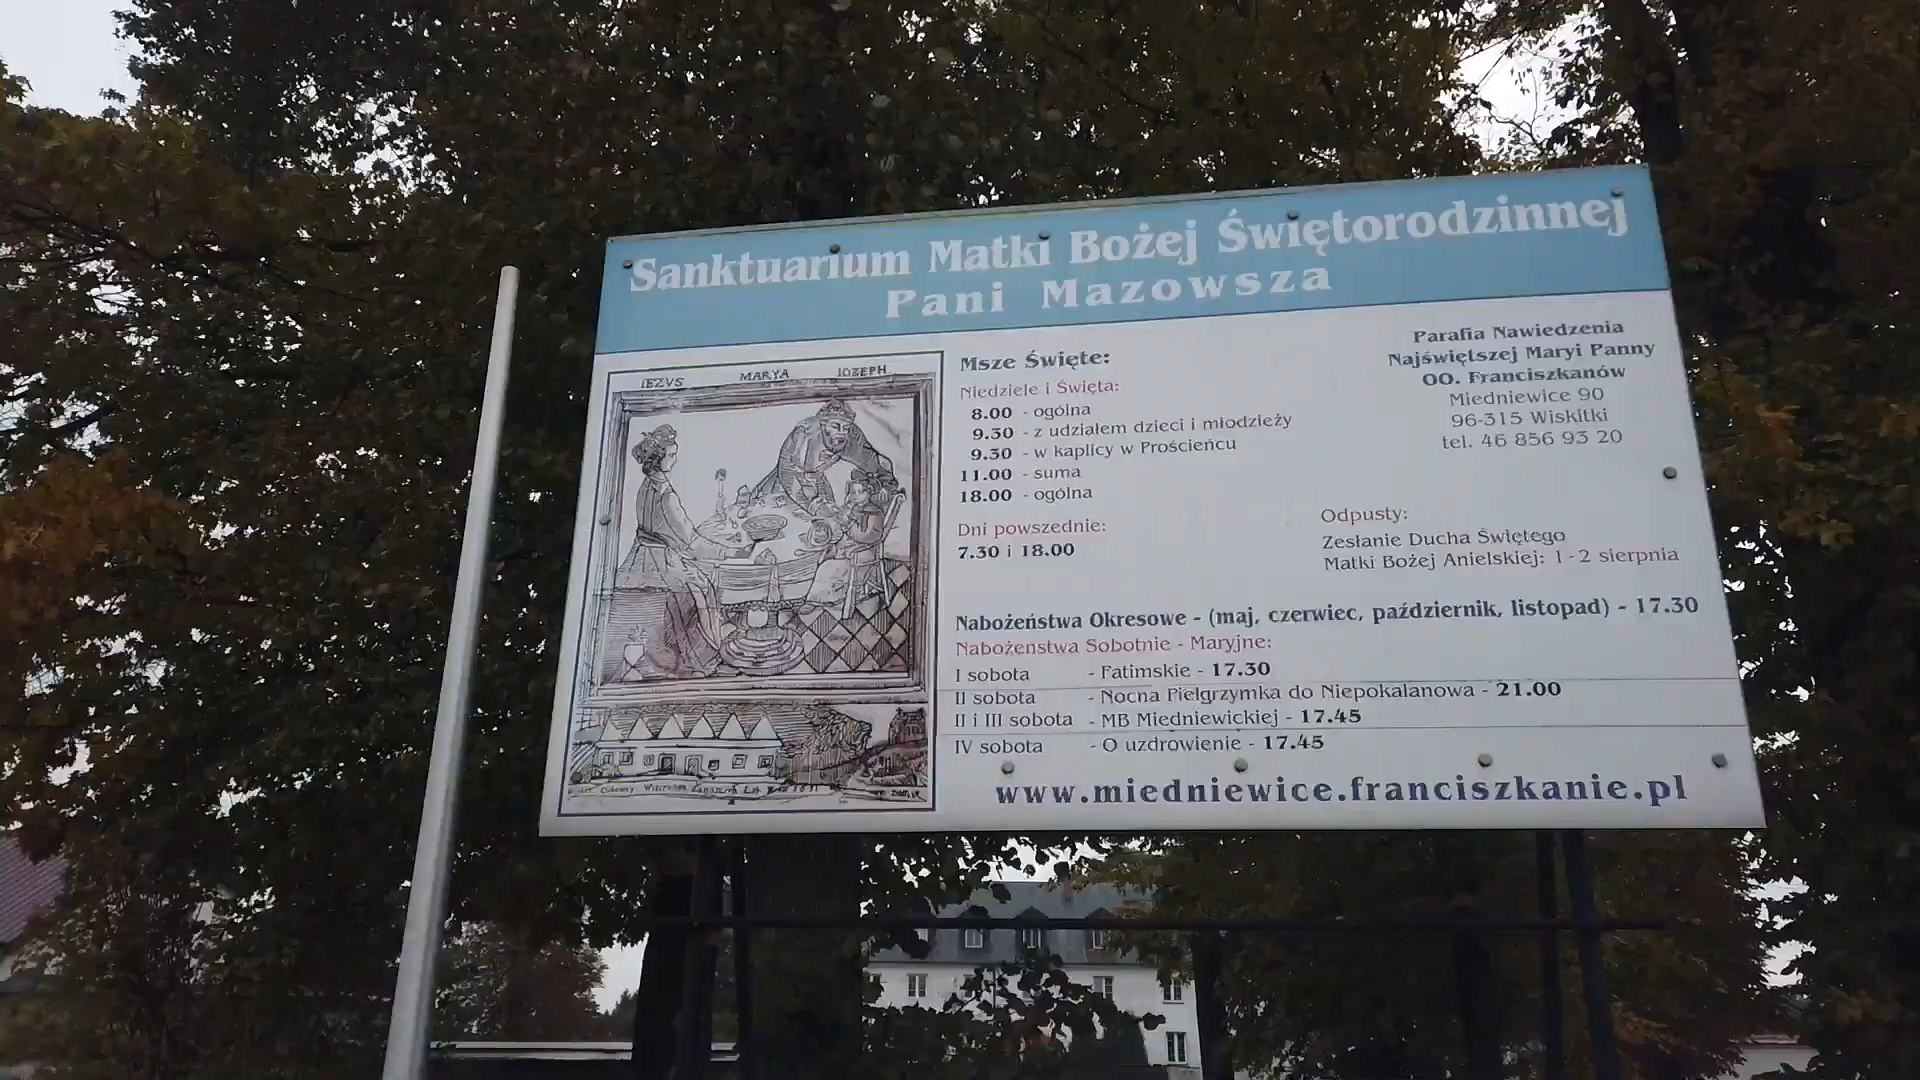 Sanktuarium Matki Bożej Świętorodzinnej
Pani Mazowsza
IEZVS MARYA IOZEPH
Msze Święte:
Niedziele i Święta:
8.00 - ogólna
9.30 - z udziałem dzieci i młodzieży
9.30 - w kaplicy w Prościeńcu
11.00 - suma
18.00 - ogólna
Dni powszednie:
7.30 i 18.00
Parafia Nawiedzenia
Najświętszej Maryi Panny
OO. Franciszkanów
Miedniewice 90
96-315 Wiskitki
tel. 46 856 93 20
Odpusty:
Zesłanie Ducha Świętego
Matki Bożej Anielskiej: 1-2 sierpnia
Nabożeństwa Okresowe - (maj, czerwiec, październik, listopad) - 17.30
Nabożeństwa Sobotnie - Maryjne:
I sobota - Fatimskie - 17.30
II sobota - Nocna Pielgrzymka do Niepokalanowa - 21.00
II i III sobota - MB Miedniewickiej - 17.45
IV sobota - O uzdrowienie - 17.45
www.miedniewice.franciszkanie.pl